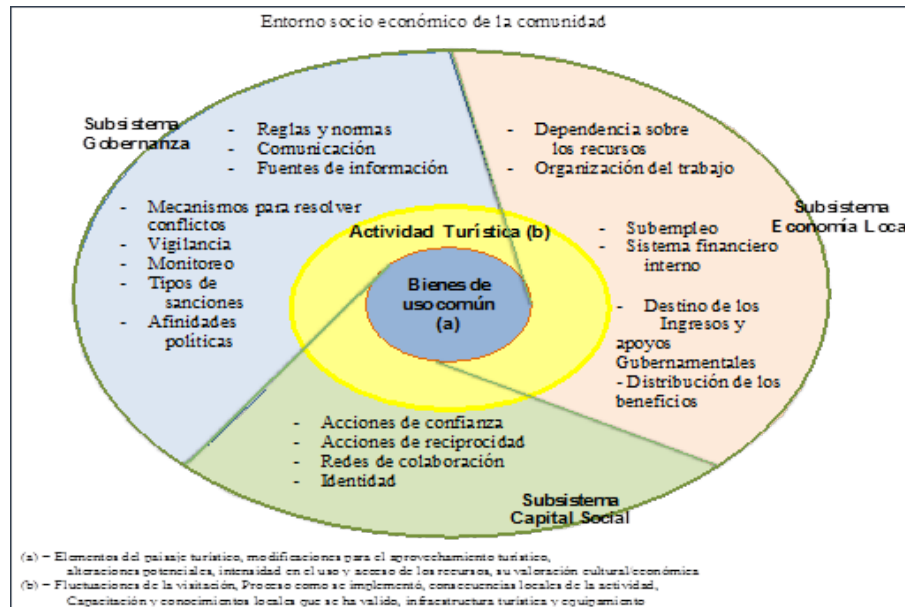 Entorno socio económico de la comunidad
Subsistema
Gobernanza
- Reglas y normas
- Comunicación
- Fuentes de información
- Mecanismos para resolver
conflictos
- Vigilancia
- Monitoreo
- Tipos de
sanciones
- Afinidades
políticas
- Dependencia sobre
los recursos
- Organización del trabajo
Subsistema
Economía Local
- Subempleo
- Sistema financiero
interno
- Destino de los
Ingresos y
apoyos
Gubernamentales
- Distribución de los
beneficios
Actividad Turística (b)
Bienes de
uso común
(a)
- Acciones de confianza
- Acciones de reciprocidad
- Redes de colaboración
- Identidad
Subsistema
Capital Social
(a) – Elementos del paisaje turístico, modificaciones para el aprovechamiento turístico,
alteraciones potenciales, intensidad en el uso y acceso de los recursos, su valoración cultural/económica
(b) – Fluctuaciones de la visitación, Proceso como se implementó, consecuencias locales de la actividad,
Capacitación y conocimientos locales que se ha valido, infraestructura turística y equipamiento